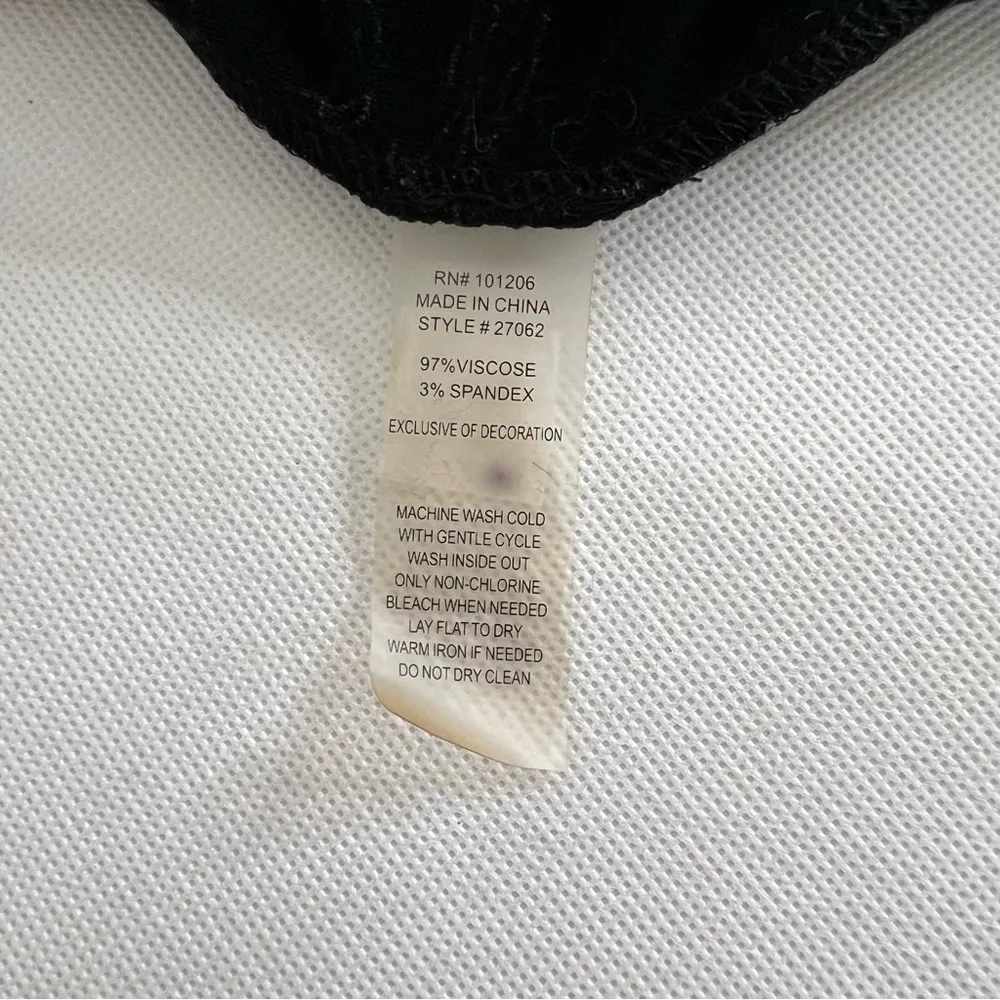 RN# 101206
MADE IN CHINA
STYLE # 27062
97%VISCOSE
3% SPANDEX
EXCLUSIVE OF DECORATION
MACHINE WASH COLD
WITH GENTLE CYCLE
WASH INSIDE OUT
ONLY NON-CHLORINE
BLEACH WHEN NEEDED
LAY FLAT TO DRY
WARM IRON IF NEEDED
DO NOT DRY CLEAN